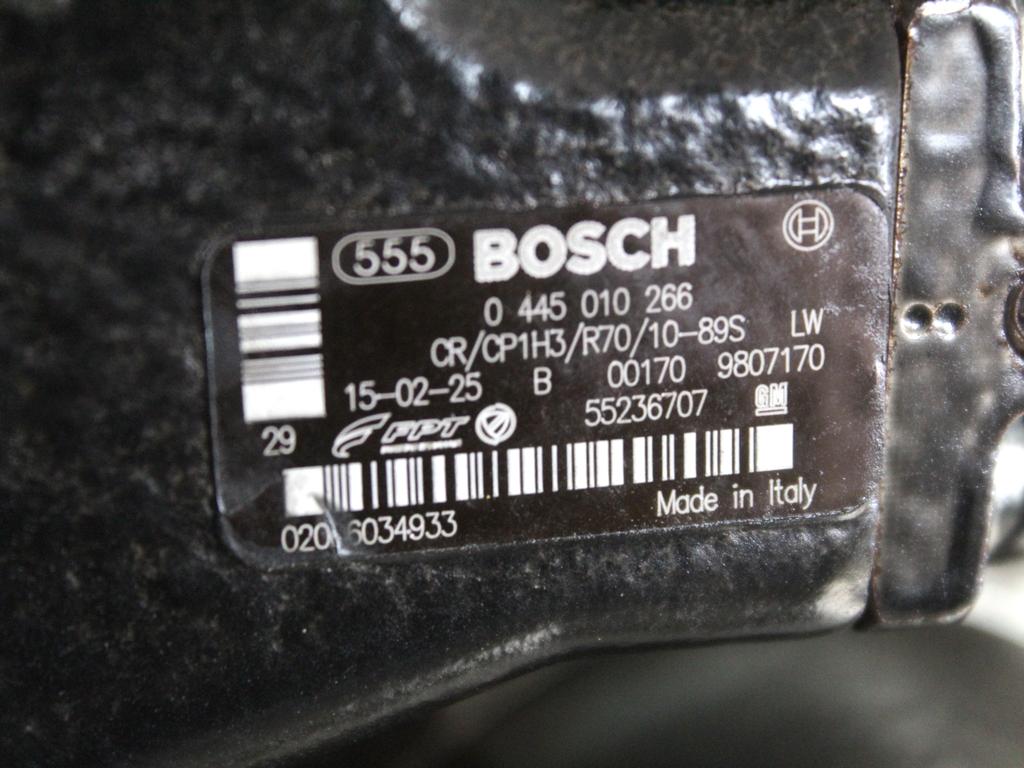 555 BOSCH
0 445 010 266
CR/CP1H3/R70/10-89S LW
15-02-25 B 00170 9807170
29 FPT 55236707 GM
Made in Italy
020 6034933